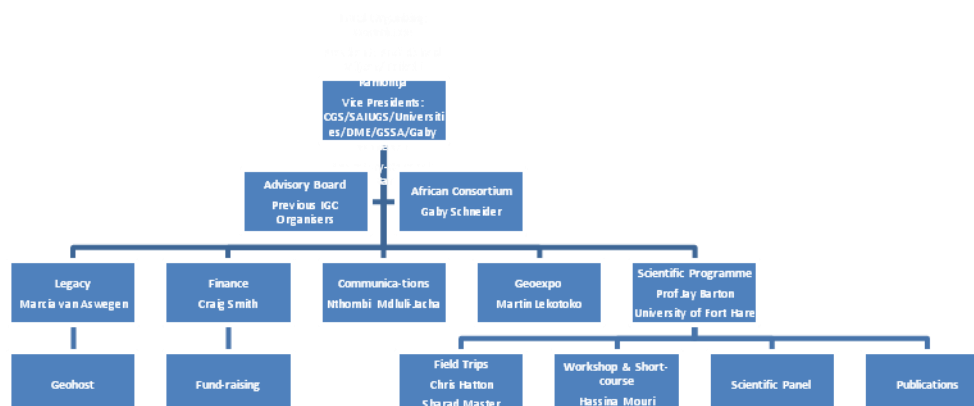 Vice Presidents:
CGS/SAIUGS/Universiti
es/DME/GSSA/Gaby
Advisory Board
Previous IGC
Organisers
African Consortium
Gaby Schneider
Legacy
Marcia van Aswegen
Finance
Craig Smith
Communica-tions
Nthombi Mdluli-Jacha
Geoexpo
Martin Lekotoko
Scientific Programme
Prof Jay Barton
University of Fort Hare
Geohost
Fund-raising
Field Trips
Chris Hatton
Sharad Master
Workshop & Short-
course
Hassina Mouri
Scientific Panel
Publications